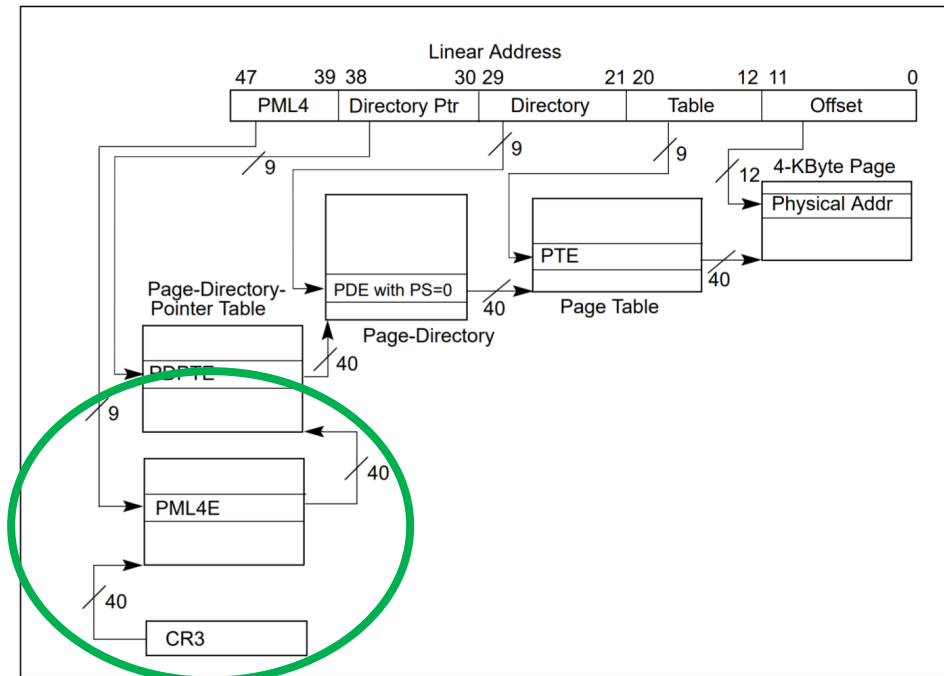 Linear Address
47 39 38 30 29 21 20 12 11 0
PML4 Directory Ptr Directory Table Offset
9 9 9
12 4-KByte Page
Physical Addr
PTE
40
PDE with PS=0
40
Page Table
Page-Directory-
Pointer Table
Page-Directory
40
PDPTE
9
40
PML4E
40
CR3